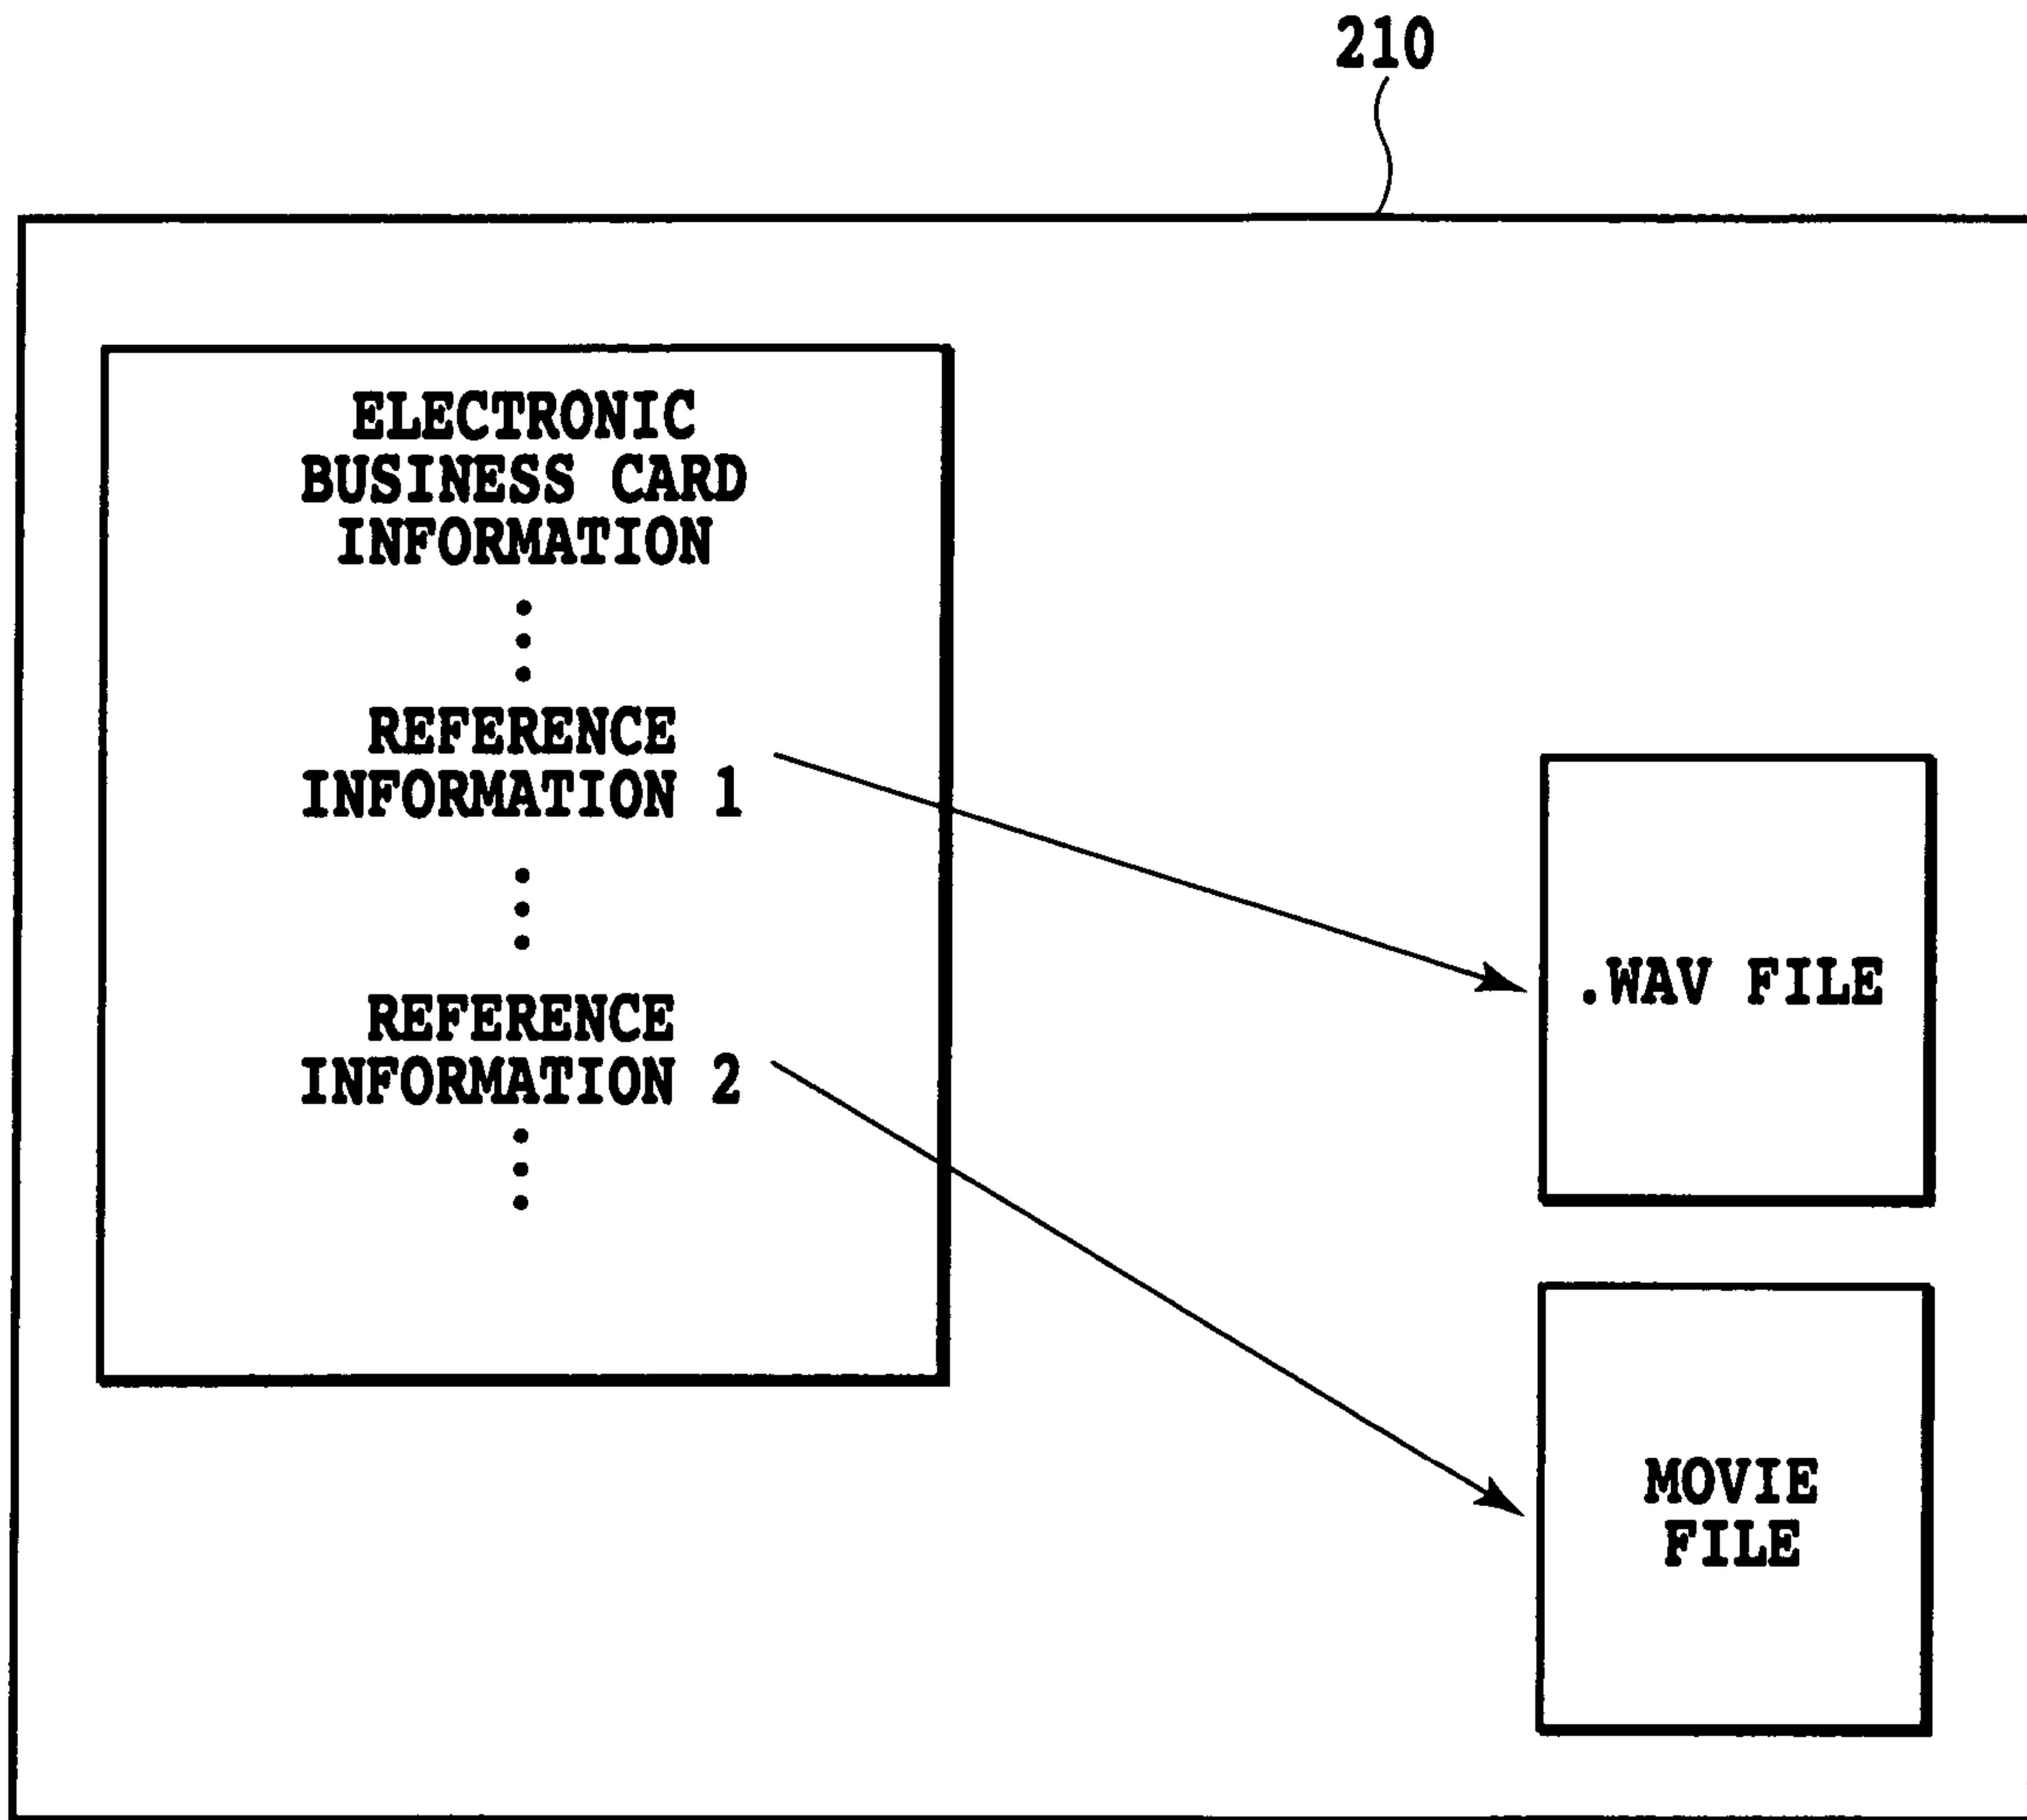 210
ELECTRONIC
BUSINESS CARD
INFORMATION
REFERENCE
INFORMATION 1
REFERENCE
INFORMATION 2
.WAV FILE
MOVIE
FILE